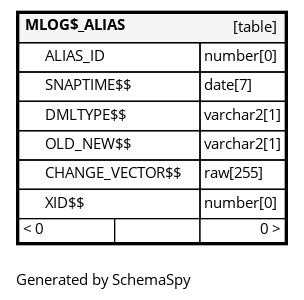 MLOG$_ALIAS [table]
ALIAS_ID number[0]
SNAPTIME$$ date[7]
DMLTYPE$$ varchar2[1]
OLD_NEW$$ varchar2[1]
CHANGE_VECTOR$$ raw[255]
XID$$ number[0]
< 0 0 >
Generated by SchemaSpy